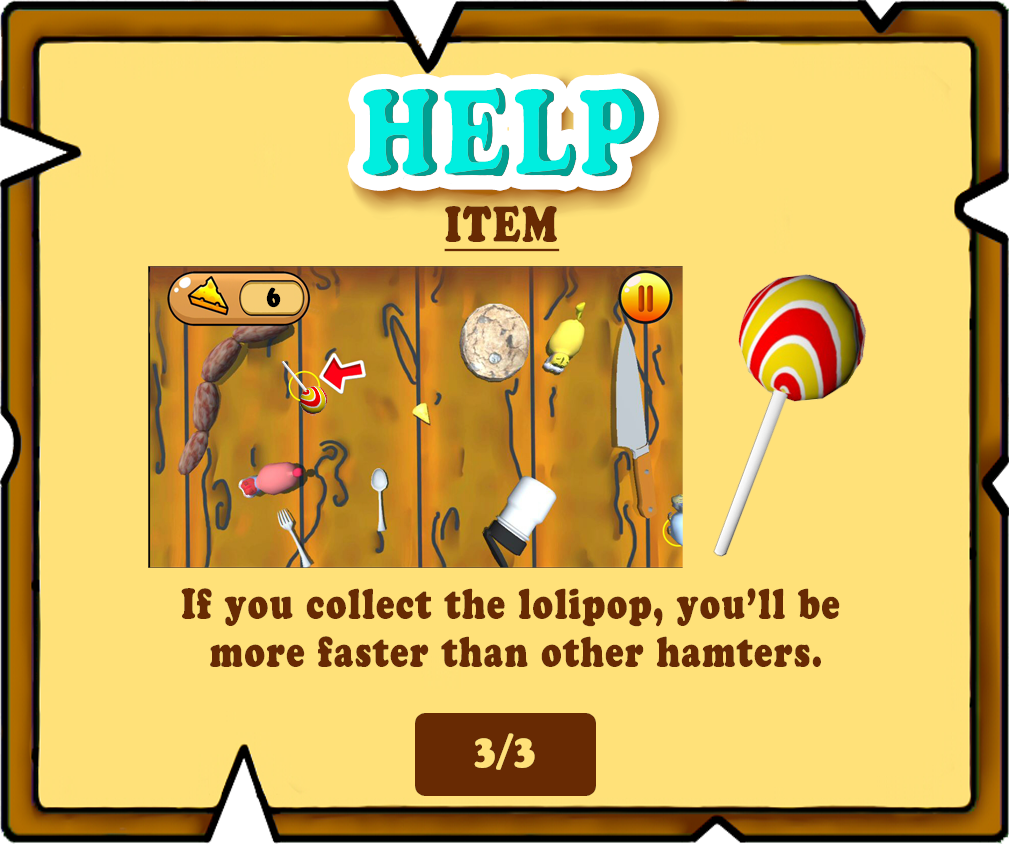 HELP
ITEM
6
If you collect the lolipop, you'll be
more faster than other hamters.
3/3